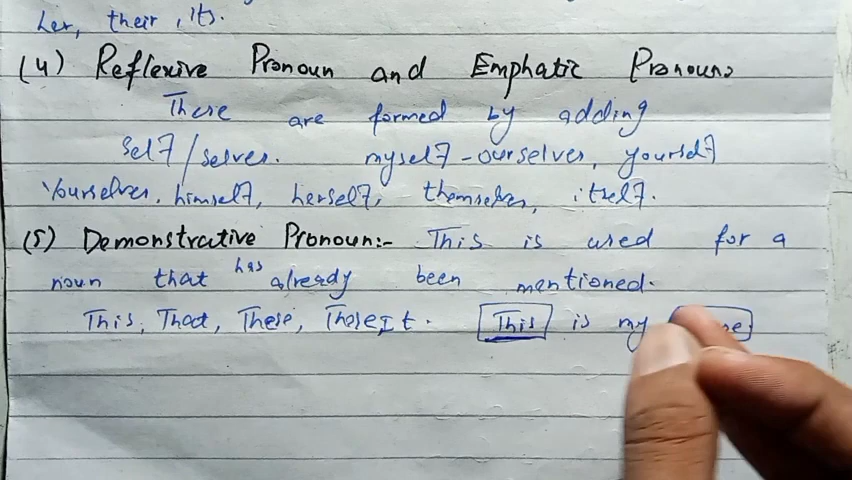 her, their, its.
(4) Reflexive Pronoun and Emphatic Pronouns
These are formed by adding
self/selves. myself-ourselves, yourself
Yourselves, himself, herself, themselves, itself.
(5) Demonstrative Pronoun:- This is used for a
noun that has already been mentioned.
This, That, These, Those, It. This is my